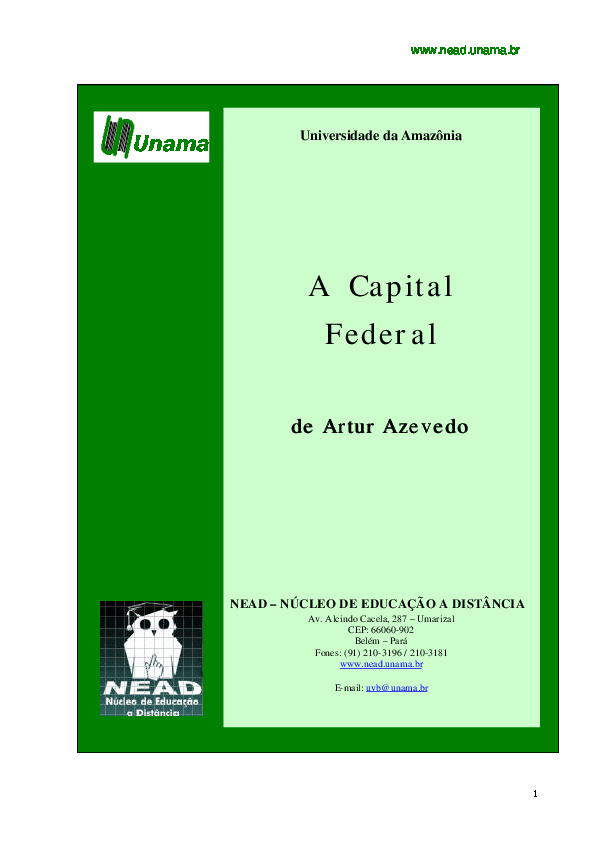 www.nead.unama.br
Unama
Universidade da Amazônia
A Capital
Federal
de Artur Azevedo
NEAD – NÚCLEO DE EDUCAÇÃO A DISTÂNCIA
Av. Alcindo Cacela, 287 – Umarizal
CEP: 66060-902
Belém – Pará
Fones: (91) 210-3196 / 210-3181
www.nead.unama.br
E-mail: uvb@unama.br
NEAD
Núcleo de Educação
a Distância
1